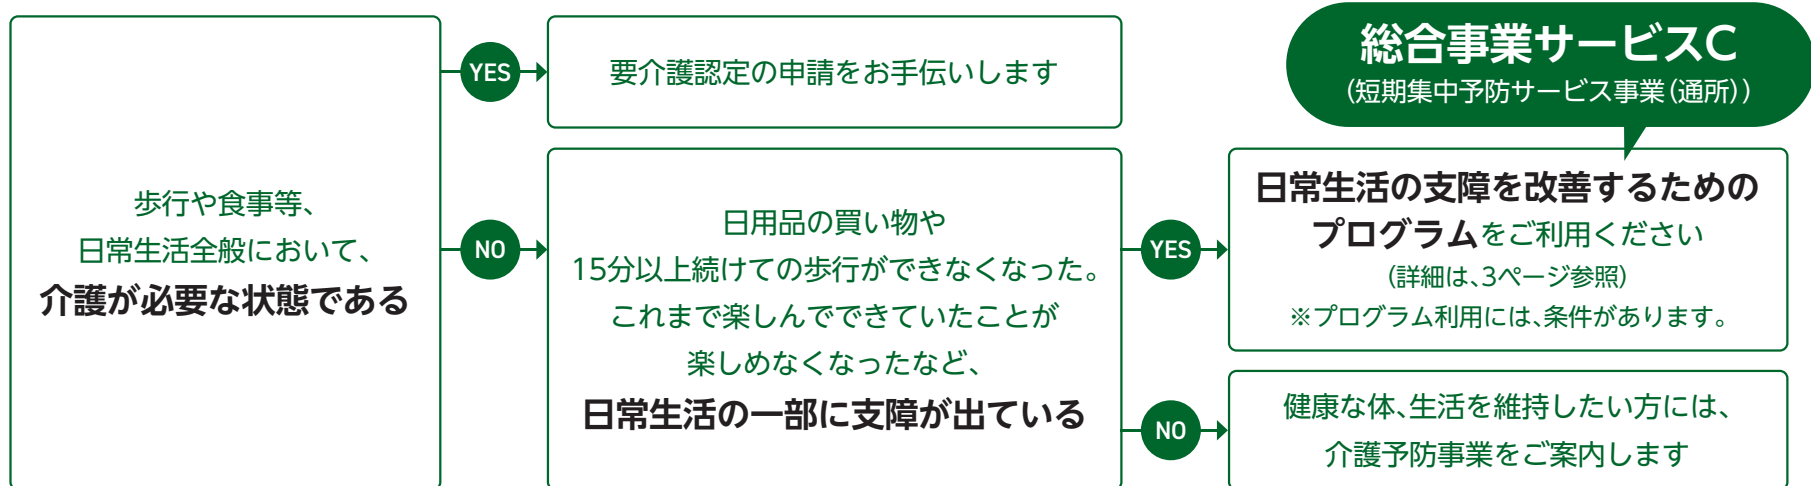 歩行や食事等、
日常生活全般において、
介護が必要な状態である
YES
要介護認定の申請をお手伝いします
NO
日用品の買い物や
15分以上続けての歩行ができなくなった。
これまで楽しんでできていたことが
楽しめなくなったなど、
日常生活の一部に支障が出ている
YES
総合事業サービスC
（短期集中予防サービス事業（通所））
日常生活の支障を改善するための
プログラムをご利用ください
（詳細は、3ページ参照）
※プログラム利用には、条件があります。
NO
健康な体、生活を維持したい方には、
介護予防事業をご案内します